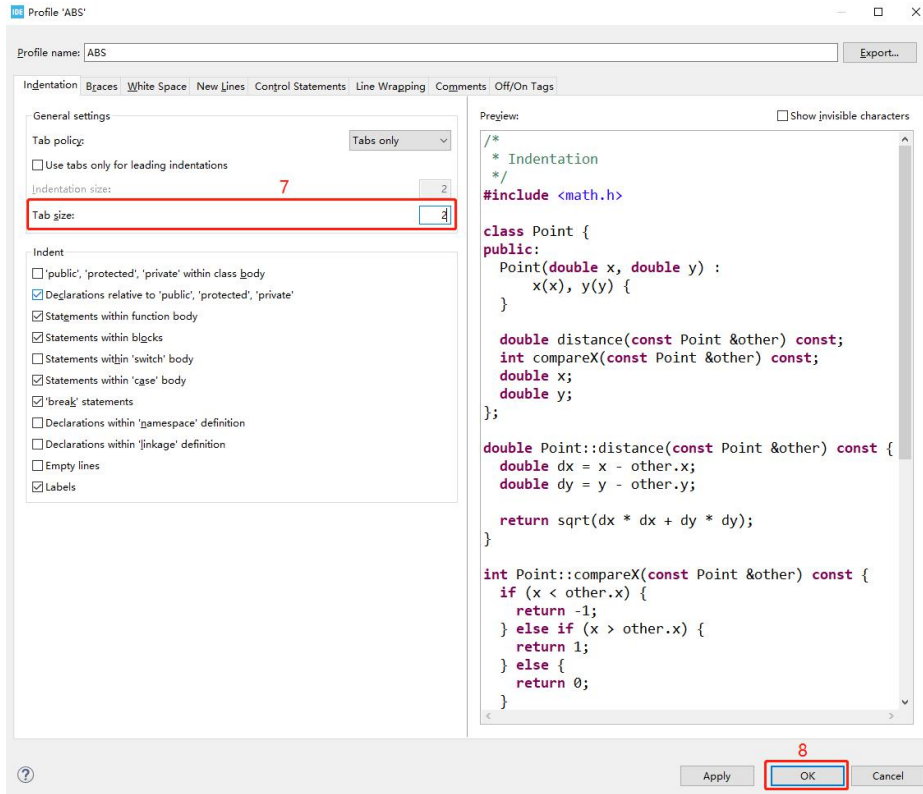 IDE Profile 'ABS'
Profile name: ABS Export...
Indentation Braces White Space New Lines Control Statements Line Wrapping Comments Off/On Tags
General settings
Tab policy: Tabs only
Use tabs only for leading indentations
7
Indentation size: 2
Tab size: 2
Indent
'public', 'protected', 'private' within class body
Declarations relative to 'public', 'protected', 'private'
Statements within function body
Statements within blocks
Statements within 'switch' body
Statements within 'case' body
'break' statements
Declarations within 'namespace' definition
Declarations within 'linkage' definition
Empty lines
Labels
Preview: Show invisible characters
/*
 * Indentation
 */
#include <math.h>

class Point {
public:
  Point(double x, double y) :
      x(x), y(y) {
  }

  double distance(const Point &other) const;
  int compareX(const Point &other) const;
  double x;
  double y;
};

double Point::distance(const Point &other) const {
  double dx = x - other.x;
  double dy = y - other.y;

  return sqrt(dx * dx + dy * dy);
}

int Point::compareX(const Point &other) const {
  if (x < other.x) {
    return -1;
  } else if (x > other.x) {
    return 1;
  } else {
    return 0;
  }
8
? Apply OK Cancel